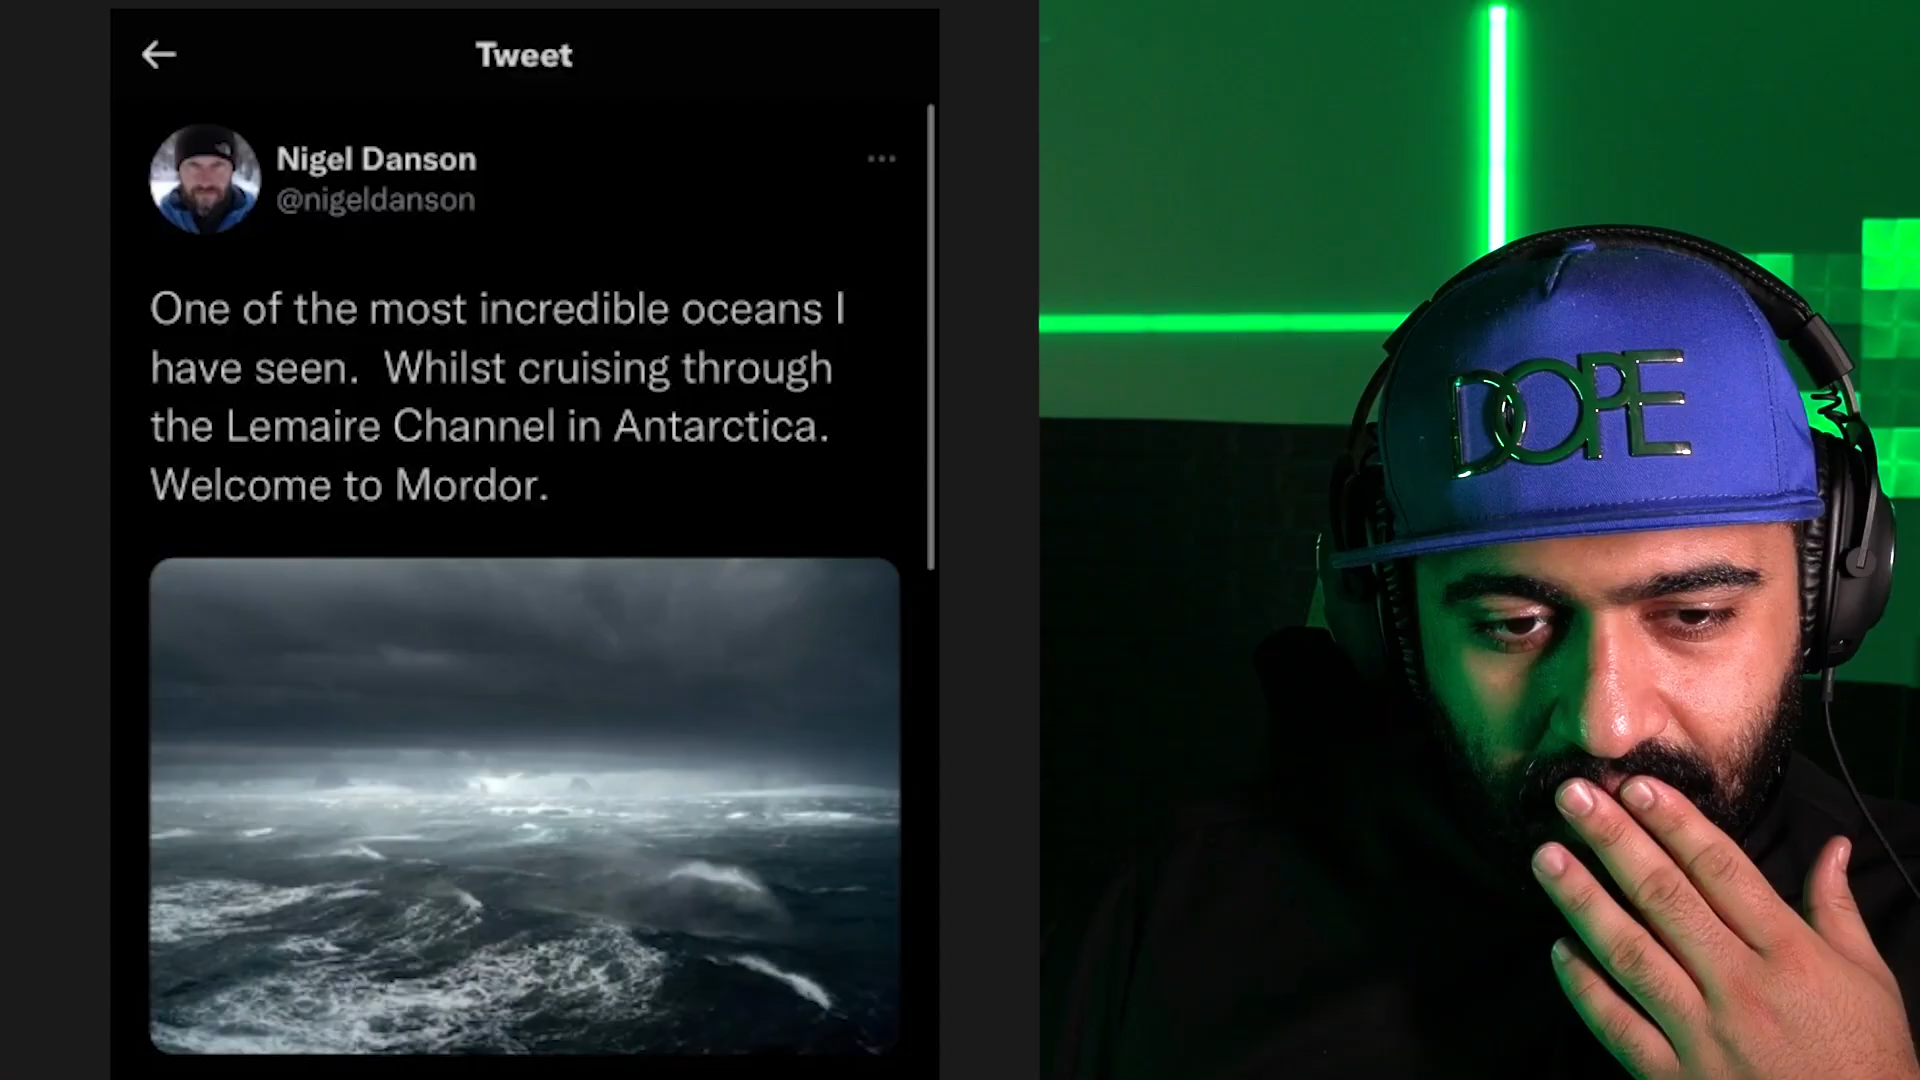 Tweet
Nigel Danson
@nigeldanson
One of the most incredible oceans I
have seen.  Whilst cruising through
the Lemaire Channel in Antarctica.
Welcome to Mordor.
DOPE